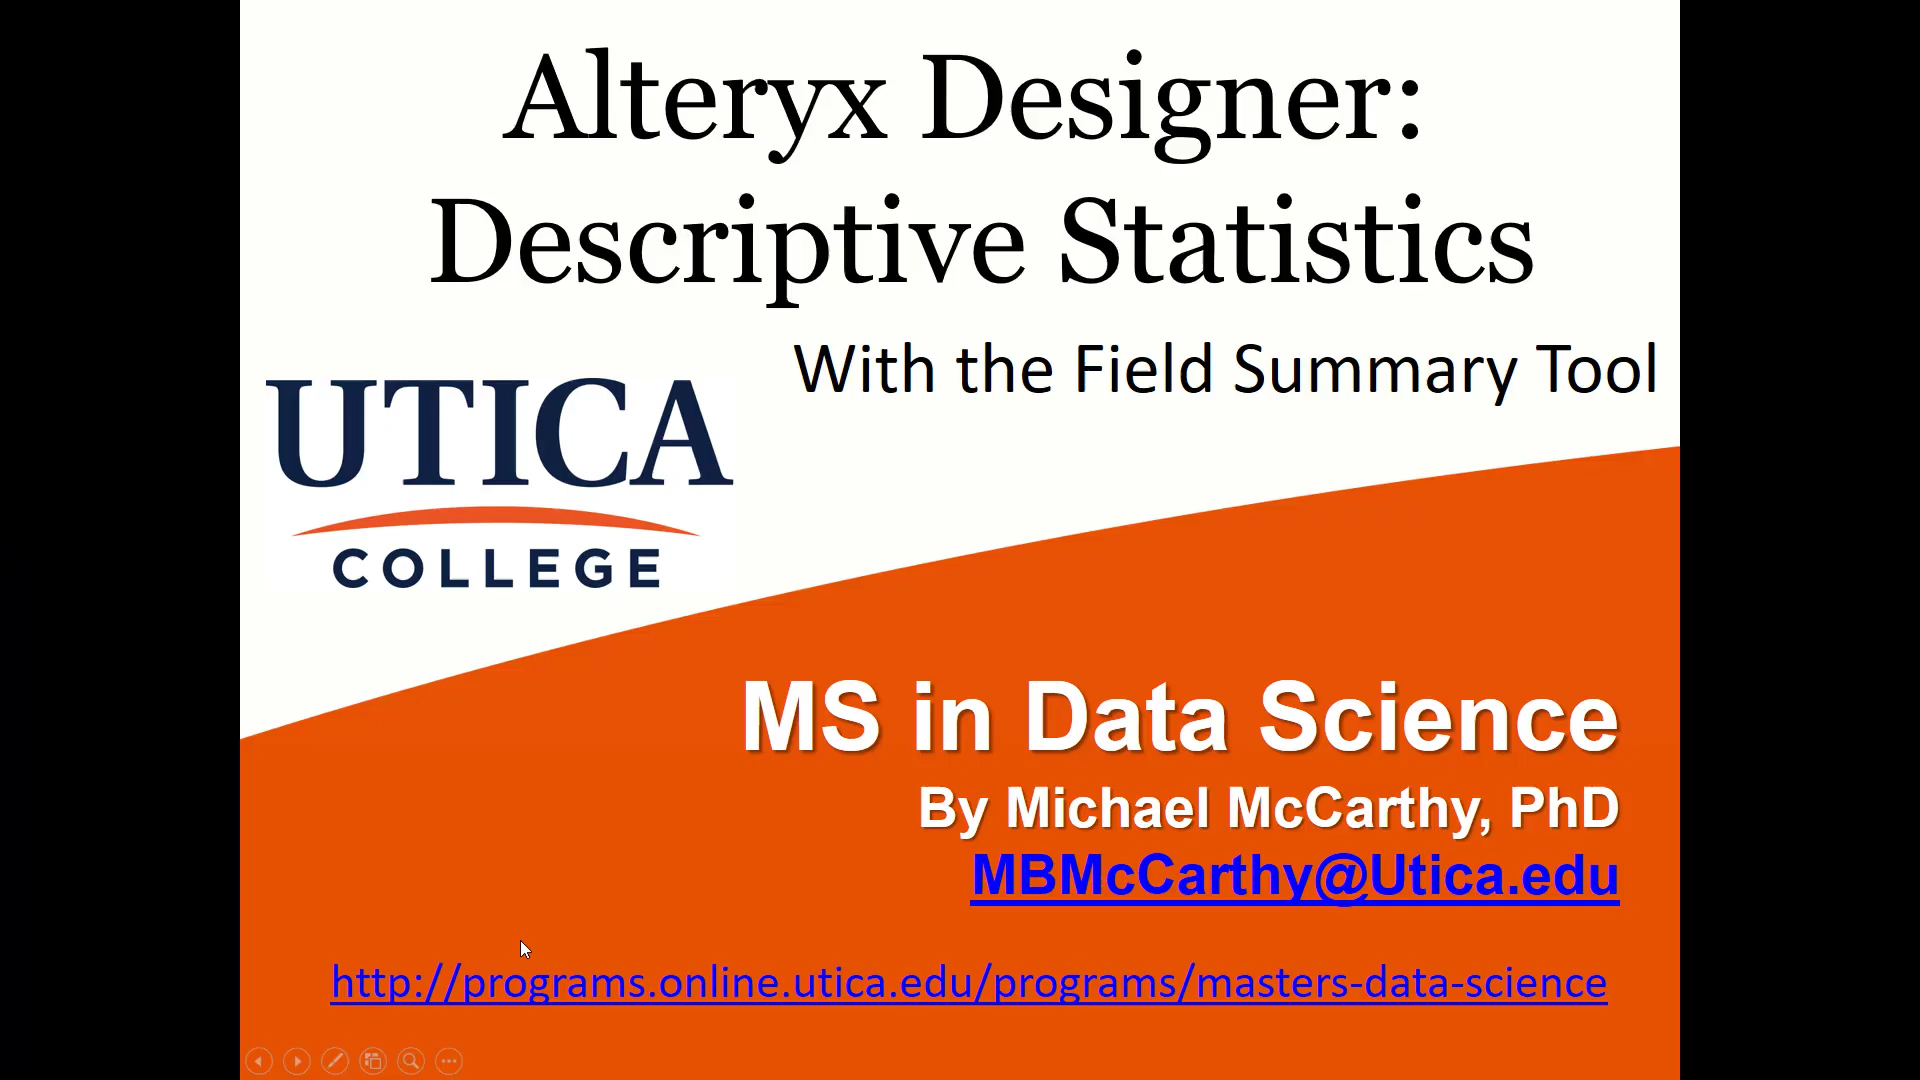 Alteryx Designer:
Descriptive Statistics
With the Field Summary Tool
UTICA
COLLEGE
MS in Data Science
By Michael McCarthy, PhD
MBMcCarthy@Utica.edu
http://programs.online.utica.edu/programs/masters-data-science